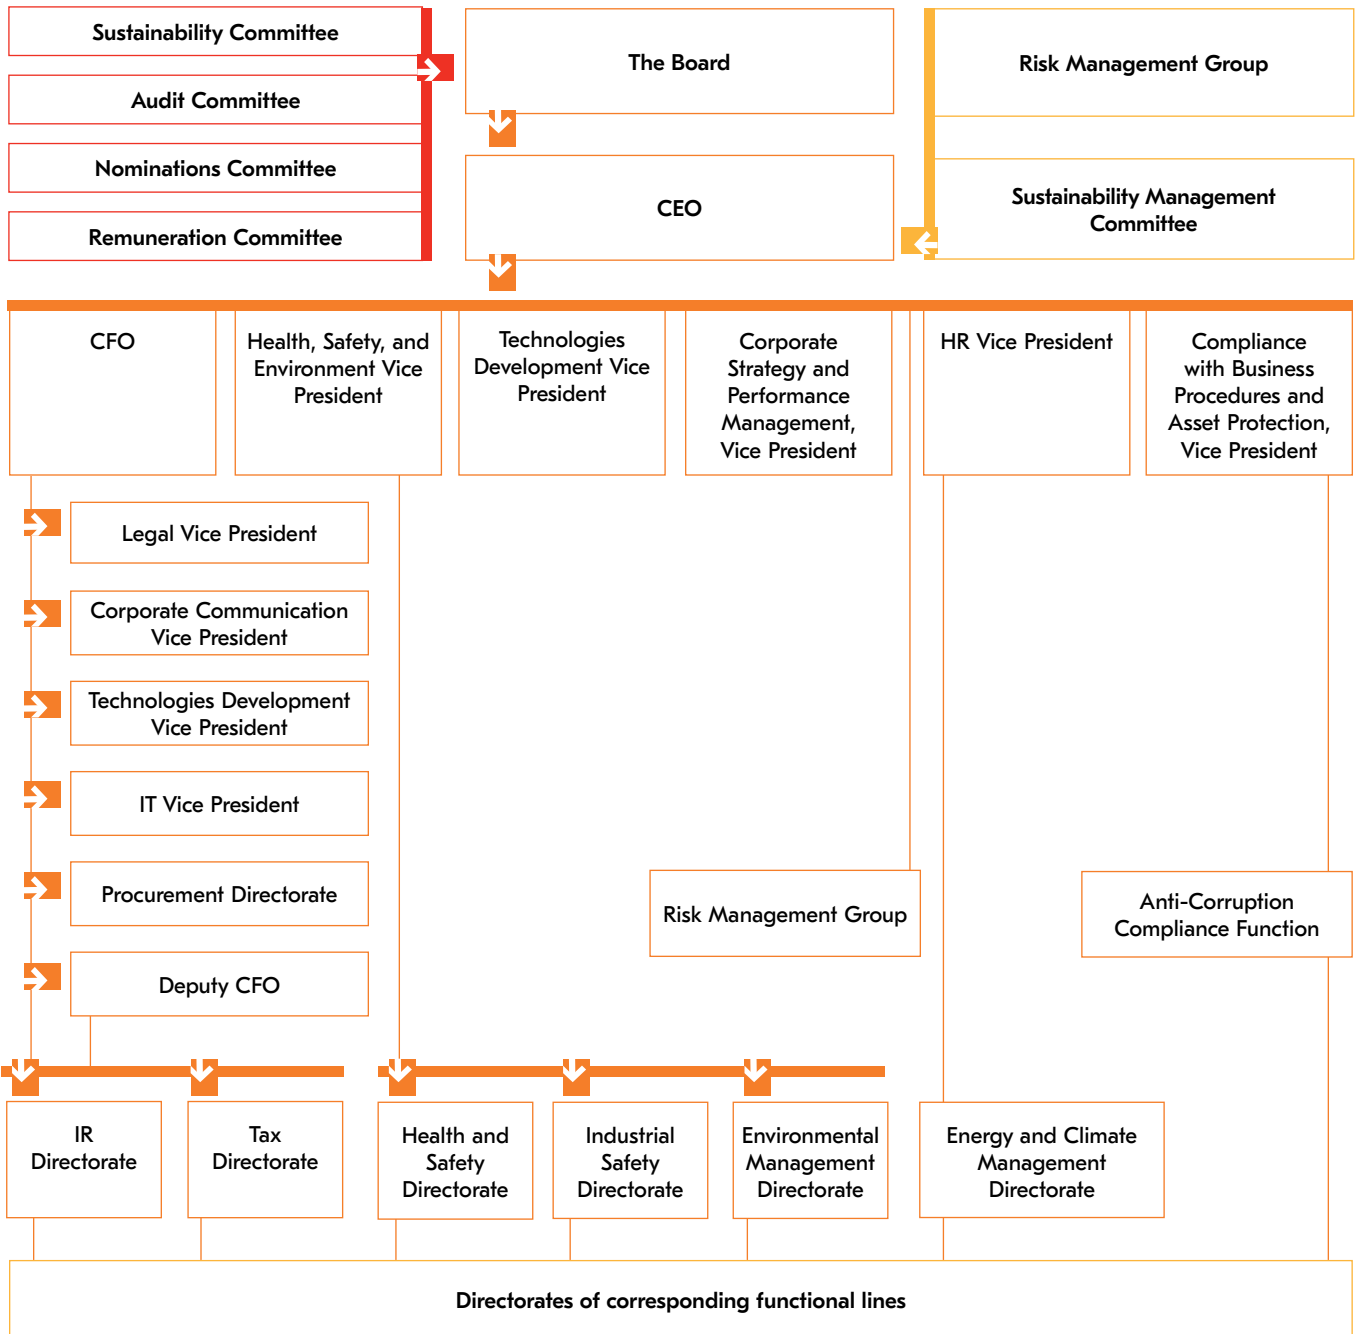 Sustainability Committee
Audit Committee
Nominations Committee
Remuneration Committee
The Board
CEO
Risk Management Group
Sustainability Management
Committee
CFO
Health, Safety, and
Environment Vice
President
Technologies
Development Vice
President
Corporate
Strategy and
Performance
Management,
Vice President
HR Vice President
Compliance
with Business
Procedures and
Asset Protection,
Vice President
Legal Vice President
Corporate Communication
Vice President
Technologies Development
Vice President
IT Vice President
Procurement Directorate
Deputy CFO
Risk Management Group
Anti-Corruption
Compliance Function
IR
Directorate
Tax
Directorate
Health and
Safety
Directorate
Industrial
Safety
Directorate
Environmental
Management
Directorate
Energy and Climate
Management
Directorate
Directorates of corresponding functional lines